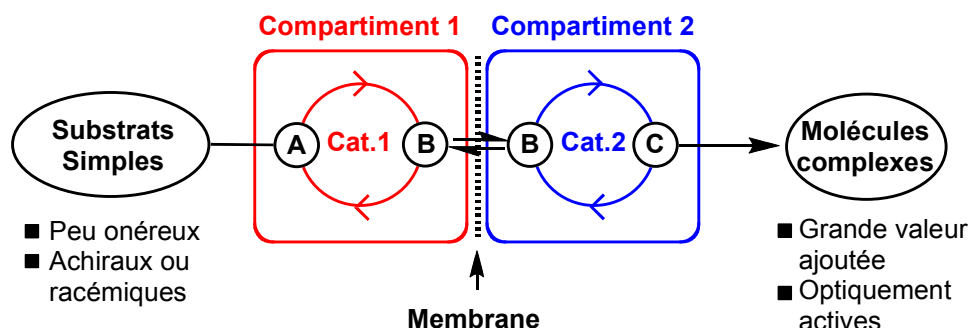 Compartiment 1
Compartiment 2
Substrats
Simples
A
Cat.1
B
B
Cat.2
C
Molécules
complexes
■ Peu onéreux
■ Achiraux ou
racémiques
Membrane
■ Grande valeur
ajoutée
■ Optiquement
actives